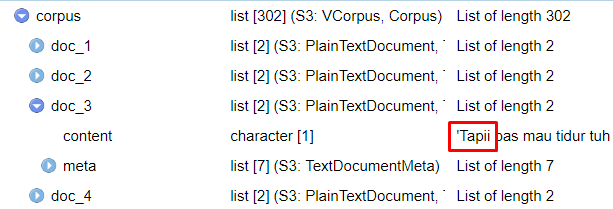 corpus list [302] (S3: VCorpus, Corpus) List of length 302
doc_1 list [2] (S3: PlainTextDocument, List of length 2
doc_2 list [2] (S3: PlainTextDocument, List of length 2
doc_3 list [2] (S3: PlainTextDocument, List of length 2
content character [1] 'Tapii pas mau tidur tuh
meta list [7] (S3: TextDocumentMeta) List of length 7
doc_4 list [2] (S3: PlainTextDocument, List of length 2